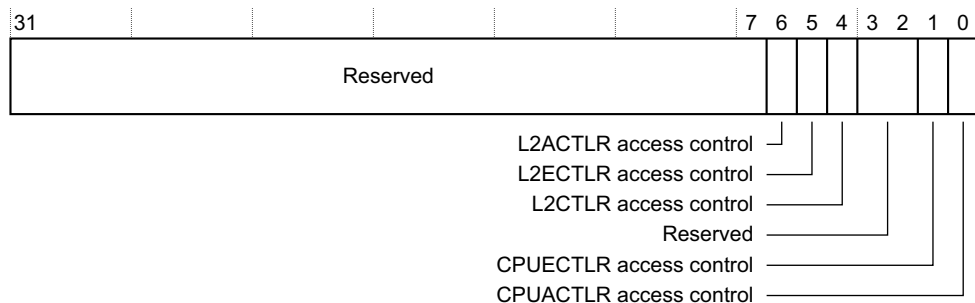 31 7 6 5 4 3 2 1 0
Reserved
L2ACTLR access control
L2ECTLR access control
L2CTLR access control
Reserved
CPUECTLR access control
CPUACTLR access control